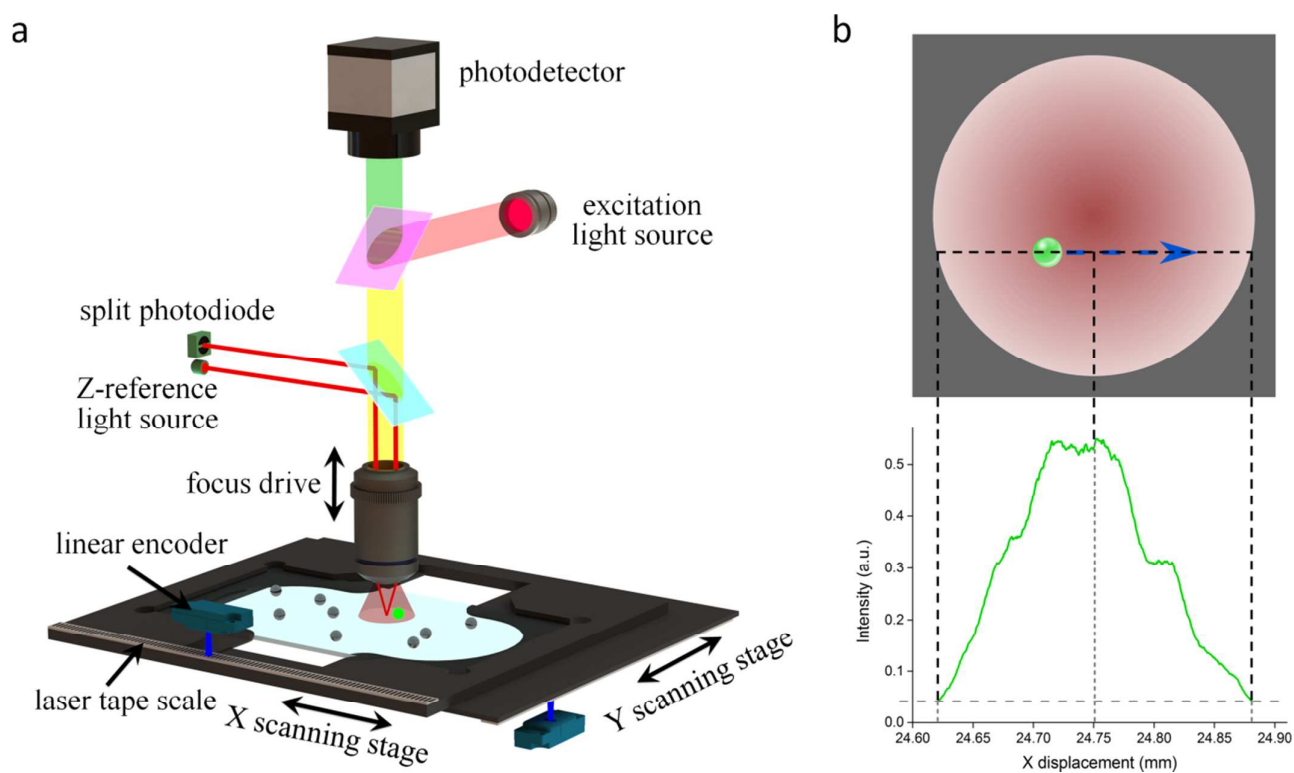 a
photodetector
excitation
light source
split photodiode
Z-reference
light source
focus drive
linear encoder
laser tape scale
X scanning stage
Y scanning stage
b
0.5
0.4
0.3
0.2
0.1
0.0
Intensity (a.u.)
24.60 24.65 24.70 24.75 24.80 24.85 24.90
X displacement (mm)